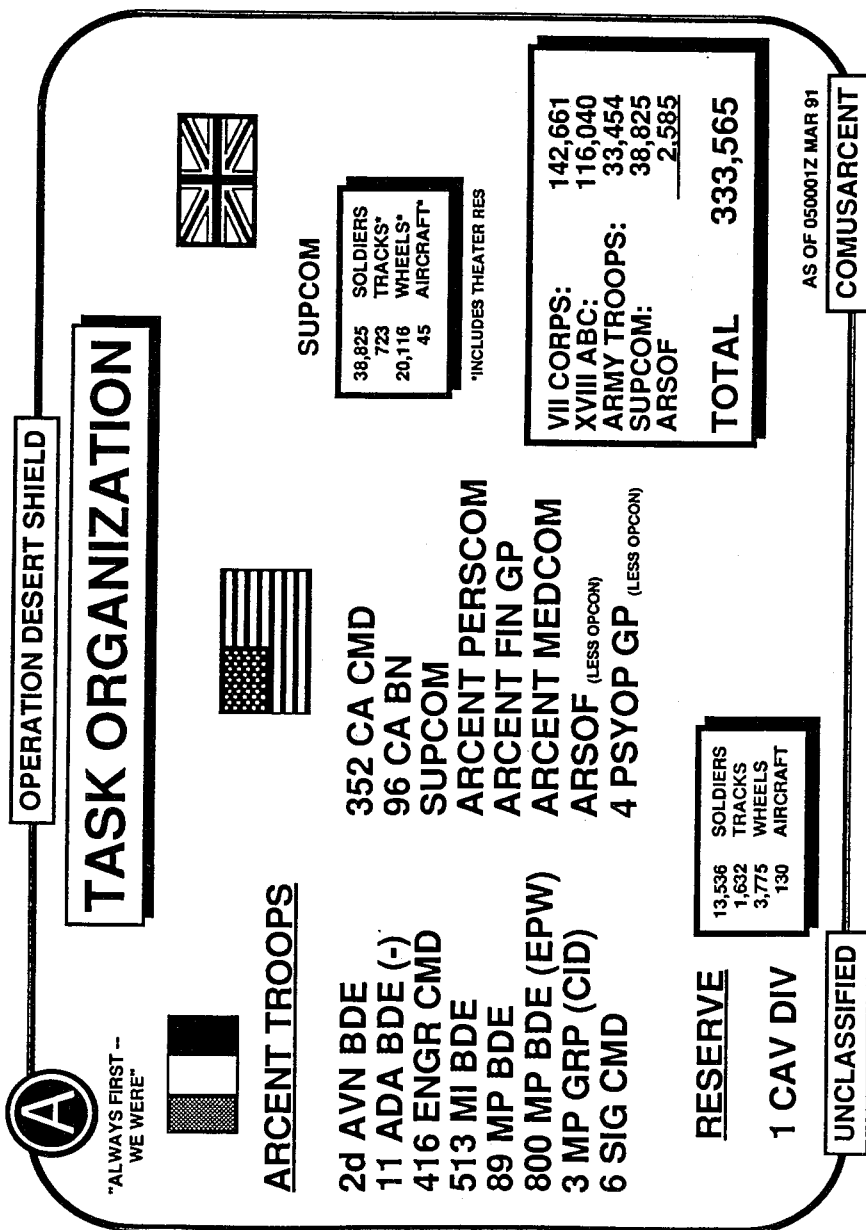 OPERATION DESERT SHIELD
A
"ALWAYS FIRST --
WE WERE"
TASK ORGANIZATION
ARCENT TROOPS
2d AVN BDE
11 ADA BDE (-)
416 ENGR CMD
513 MI BDE
89 MP BDE
800 MP BDE (EPW)
3 MP GRP (CID)
6 SIG CMD
352 CA CMD
96 CA BN
SUPCOM
ARCENT PERSCOM
ARCENT FIN GP
ARCENT MEDCOM
ARSOF (LESS OPCON)
4 PSYOP GP (LESS OPCON)
SUPCOM
38,825 SOLDIERS
723 TRACKS*
20,116 WHEELS*
45 AIRCRAFT*
*INCLUDES THEATER RES
RESERVE
1 CAV DIV
13,536 SOLDIERS
1,632 TRACKS
3,775 WHEELS
130 AIRCRAFT
VII CORPS: 142,661
XVIII ABC: 116,040
ARMY TROOPS: 33,454
SUPCOM: 38,825
ARSOF 2,585
TOTAL 333,565
AS OF 050001Z MAR 91
UNCLASSIFIED
COMUSARCENT